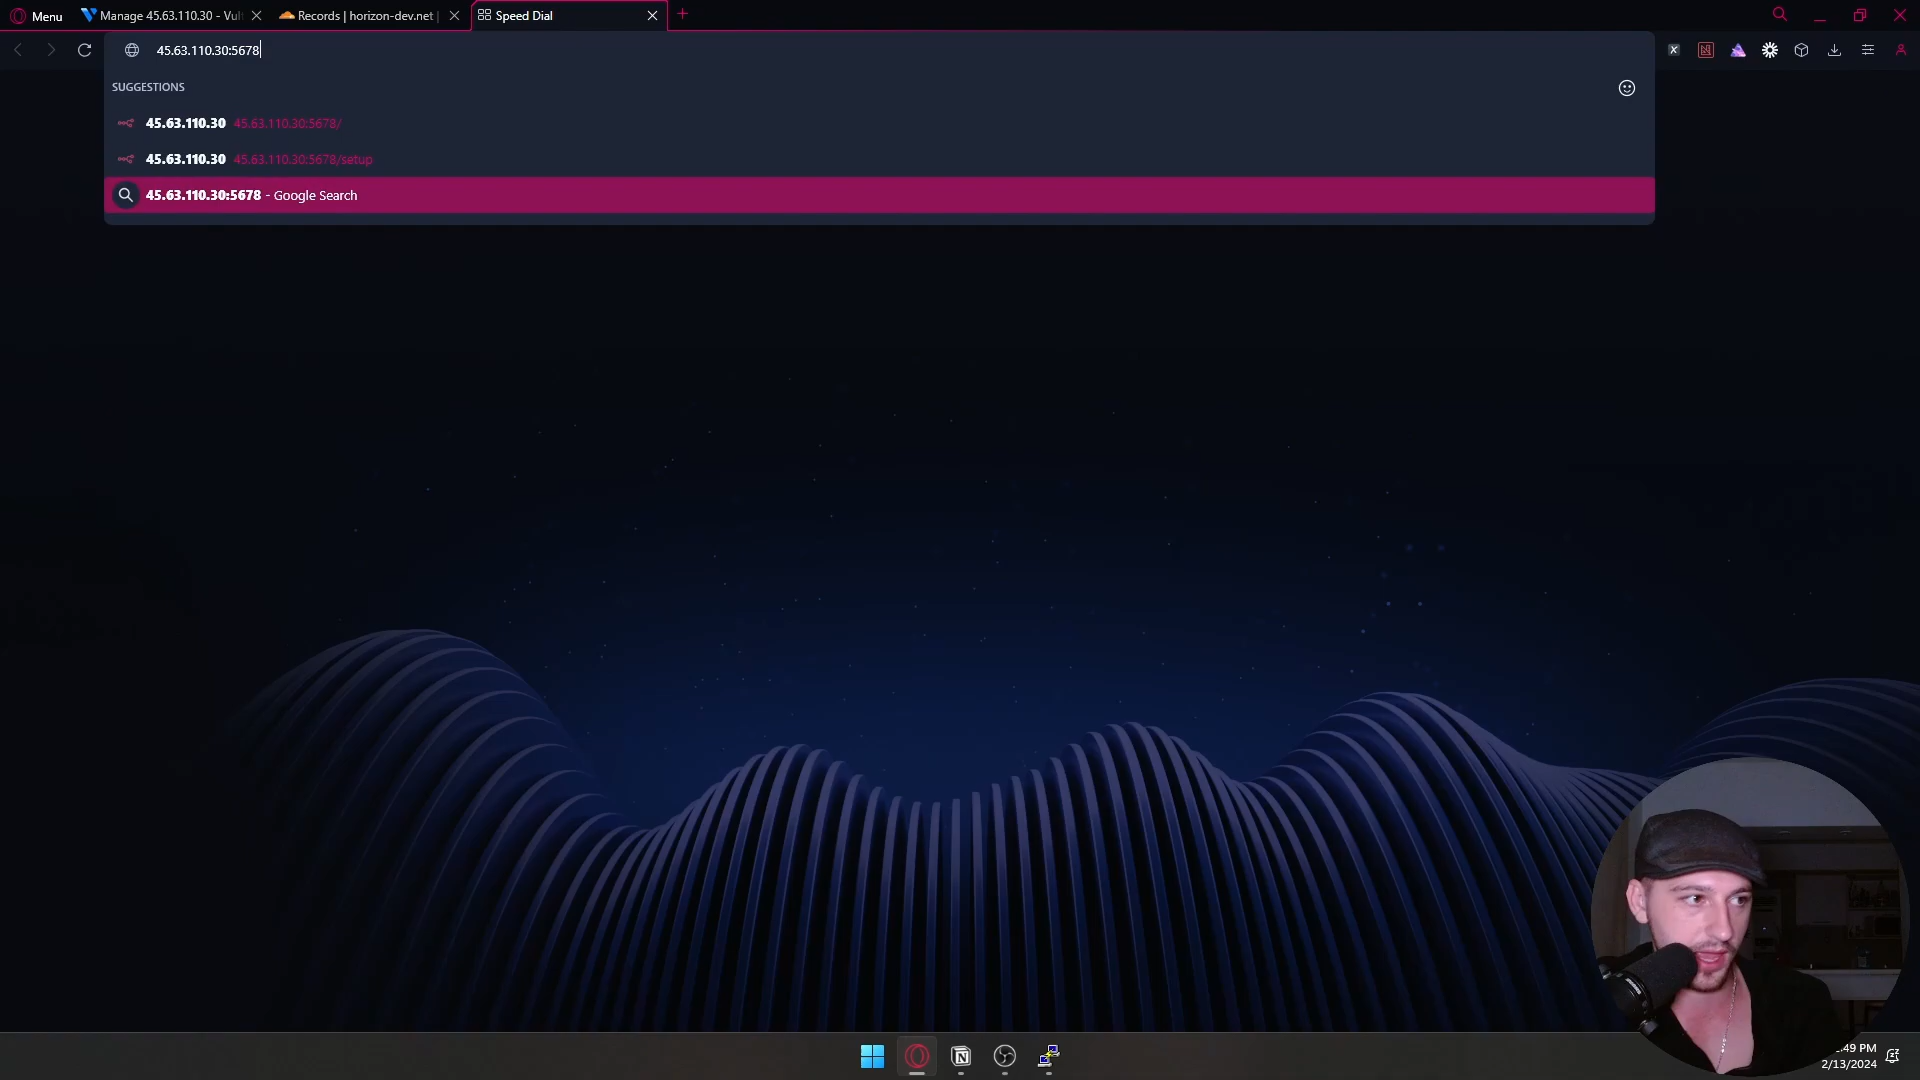 Menu
Manage 45.63.110.30 - Vul
Records | horizon-dev.net |
Speed Dial
45.63.110.30:5678
SUGGESTIONS
45.63.110.30 45.63.110.30:5678/
45.63.110.30 45.63.110.30:5678/setup
45.63.110.30:5678 - Google Search
:49 PM
2/13/2024